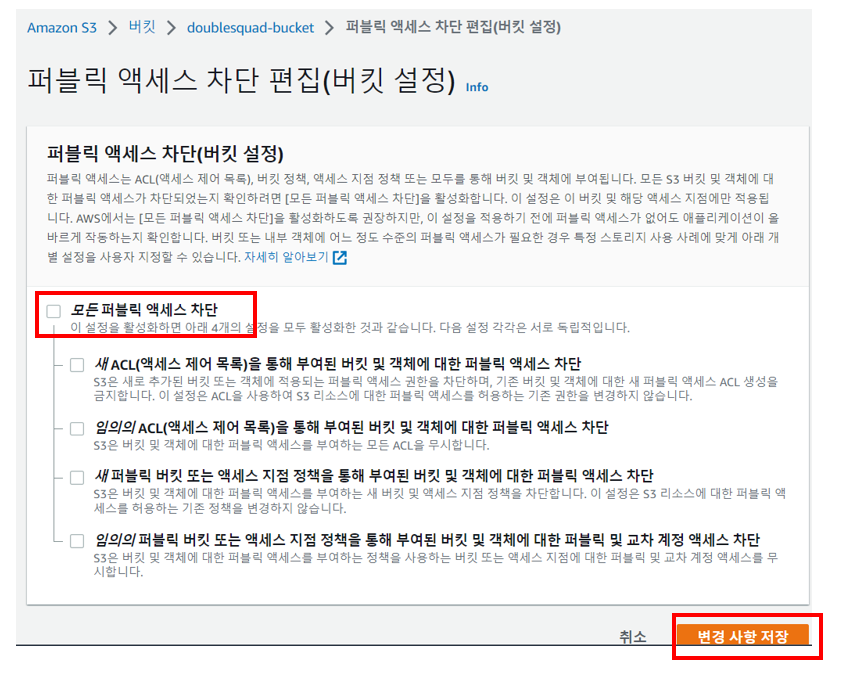 Amazon S3 > 버킷 > doublesquad-bucket > 퍼블릭 액세스 차단 편집(버킷 설정)
퍼블릭 액세스 차단 편집(버킷 설정) Info
퍼블릭 액세스 차단(버킷 설정)
퍼블릭 액세스는 ACL(액세스 제어 목록), 버킷 정책, 액세스 지점 정책 또는 모두를 통해 버킷 및 객체에 부여됩니다. 모든 S3 버킷 및 객체에 대
한 퍼블릭 액세스가 차단되었는지 확인하려면 [모든 퍼블릭 액세스 차단]을 활성화합니다. 이 설정은 이 버킷 및 해당 액세스 지점에만 적용됩
니다. AWS에서는 [모든 퍼블릭 액세스 차단]을 활성화하도록 권장하지만, 이 설정을 적용하기 전에 퍼블릭 액세스가 없어도 애플리케이션이 올
바르게 작동하는지 확인합니다. 버킷 또는 내부 객체에 어느 정도 수준의 퍼블릭 액세스가 필요한 경우 특정 스토리지 사용 사례에 맞게 아래 개
별 설정을 사용자 지정할 수 있습니다. 자세히 알아보기
모든 퍼블릭 액세스 차단
이 설정을 활성화하면 아래 4개의 설정을 모두 활성화한 것과 같습니다. 다음 설정 각각은 서로 독립적입니다.
새 ACL(액세스 제어 목록)을 통해 부여된 버킷 및 객체에 대한 퍼블릭 액세스 차단
S3은 새로 추가된 버킷 또는 객체에 적용되는 퍼블릭 액세스 권한을 차단하며, 기존 버킷 및 객체에 대한 새 퍼블릭 액세스 ACL 생성을
금지합니다. 이 설정은 ACL을 사용하여 S3 리소스에 대한 퍼블릭 액세스를 허용하는 기존 권한을 변경하지 않습니다.
임의의 ACL(액세스 제어 목록)을 통해 부여된 버킷 및 객체에 대한 퍼블릭 액세스 차단
S3은 버킷 및 객체에 대한 퍼블릭 액세스를 부여하는 모든 ACL을 무시합니다.
새 퍼블릭 버킷 또는 액세스 지점 정책을 통해 부여된 버킷 및 객체에 대한 퍼블릭 액세스 차단
S3은 버킷 및 객체에 대한 퍼블릭 액세스를 부여하는 새 버킷 및 액세스 지점 정책을 차단합니다. 이 설정은 S3 리소스에 대한 퍼블릭 액
세스를 허용하는 기존 정책을 변경하지 않습니다.
임의의 퍼블릭 버킷 또는 액세스 지점 정책을 통해 부여된 버킷 및 객체에 대한 퍼블릭 및 교차 계정 액세스 차단
S3은 버킷 및 객체에 대한 퍼블릭 액세스를 부여하는 정책을 사용하는 버킷 또는 액세스 지점에 대한 퍼블릭 및 교차 계정 액세스를 무
시합니다.
취소 변경 사항 저장